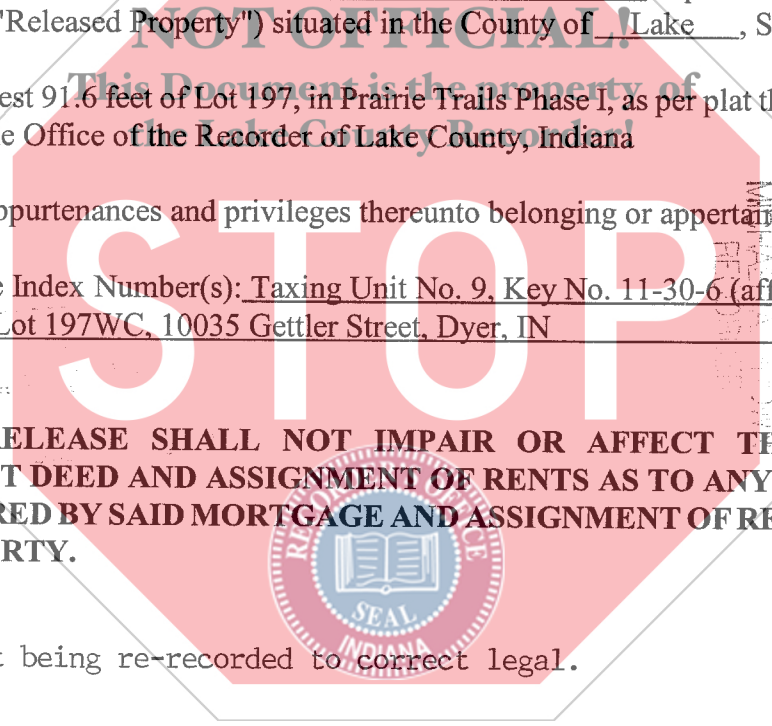 NOT OFFICIAL!
"Released Property") situated in the County of Lake , S
This Document is the property of
est 91.6 feet of Lot 197, in Prairie Trails Phase I, as per plat th
the Lake County Recorder!
e Office of the Recorder of Lake County, Indiana
ppurtenances and privileges thereunto belonging or appertain
STOP
e Index Number(s): Taxing Unit No. 9, Key No. 11-30-6 (aff
Lot 197WC, 10035 Gettler Street, Dyer, IN
ELEASE SHALL NOT IMPAIR OR AFFECT TH
T DEED AND ASSIGNMENT OF RENTS AS TO ANY
RED BY SAID MORTGAGE AND ASSIGNMENT OF RE
RTY.
RECORDER'S OFFICE
SEAL
INDIANA
t being re-recorded to correct legal.